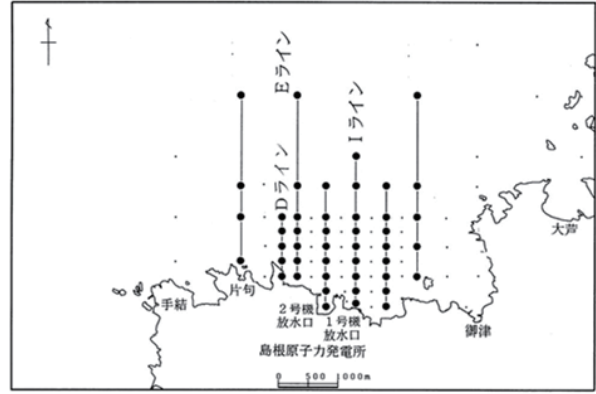 Eライン
Iライン
Dライン
大芦
片句
手結
2号機
放水口
1号機
放水口
御津
島根原子力発電所
0 500 1000m